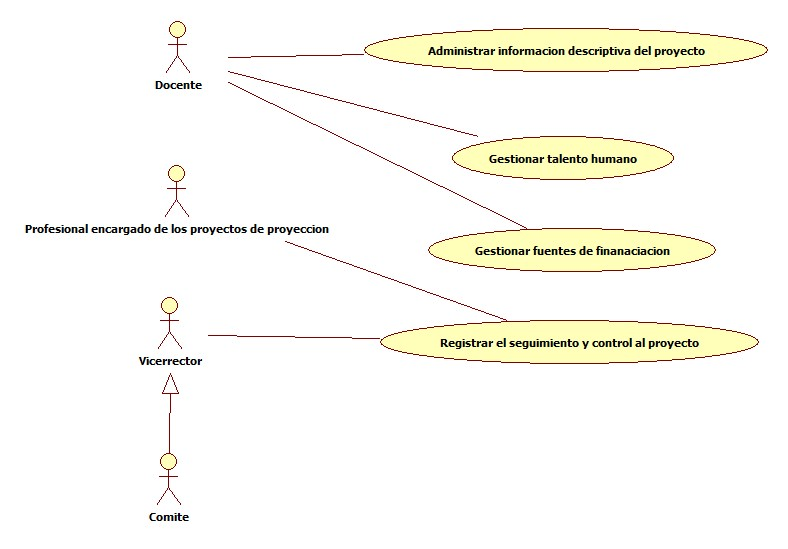 Administrar informacion descriptiva del proyecto
Docente
Gestionar talento humano
Profesional encargado de los proyectos de proyeccion
Gestionar fuentes de finanaciacion
Registrar el seguimiento y control al proyecto
Vicerrector
Comite